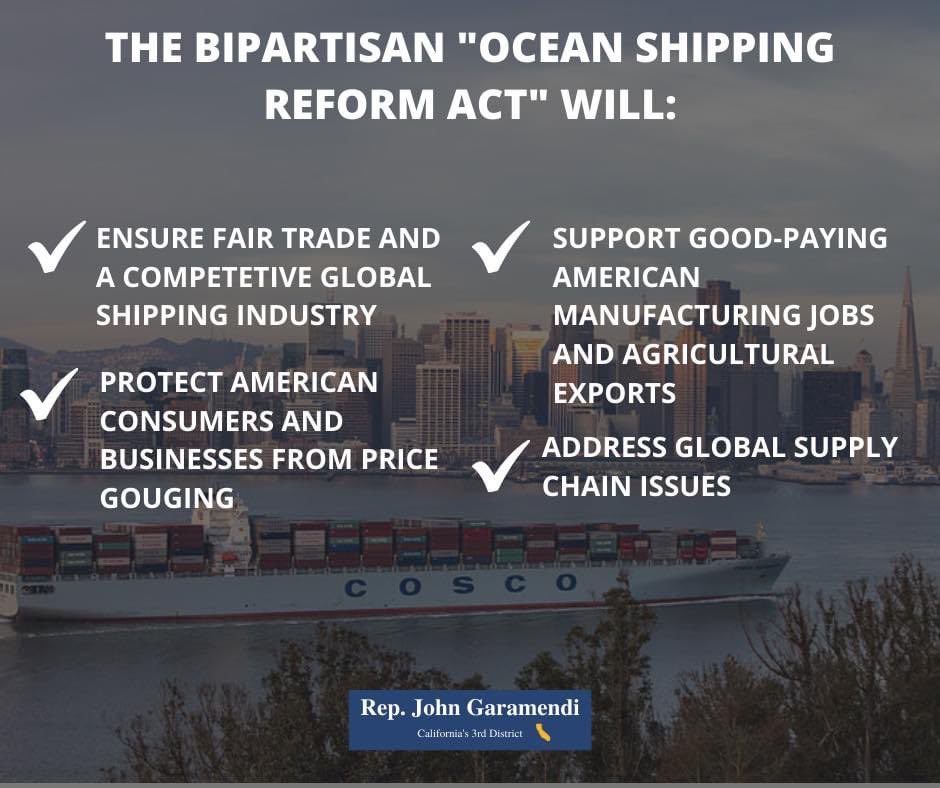 THE BIPARTISAN "OCEAN SHIPPING
REFORM ACT" WILL:
ENSURE FAIR TRADE AND
A COMPETETIVE GLOBAL
SHIPPING INDUSTRY
PROTECT AMERICAN
CONSUMERS AND
BUSINESSES FROM PRICE
GOUGING
SUPPORT GOOD-PAYING
AMERICAN
MANUFACTURING JOBS
AND AGRICULTURAL
EXPORTS
ADDRESS GLOBAL SUPPLY
CHAIN ISSUES
COSCO
Rep. John Garamendi
California's 3rd District